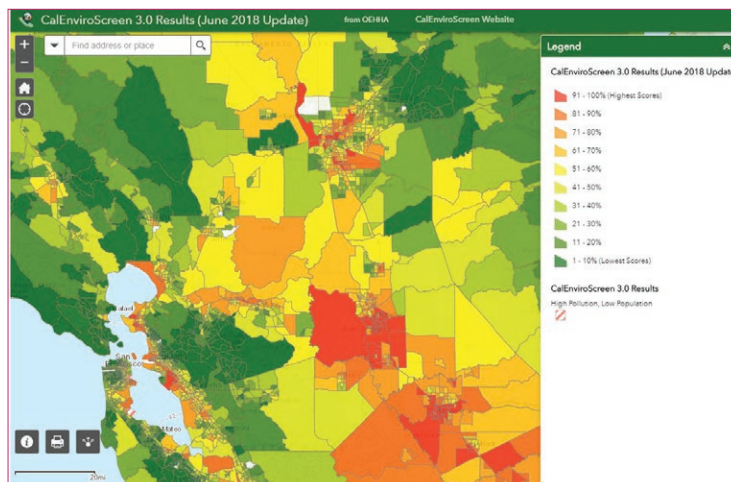 CalEnviroScreen 3.0 Results (June 2018 Update)
from OEHHA
CalEnviroScreen Website
Find address or place
Legend
CalEnviroScreen 3.0 Results (June 2018 Updat
91 - 100% (Highest Scores)
81 - 90%
71 - 80%
61 - 70%
51 - 60%
41 - 50%
31 - 40%
21 - 30%
11 - 20%
1 - 10% (Lowest Scores)
CalEnviroScreen 3.0 Results
High Pollution, Low Population
San
Mateo
20mi